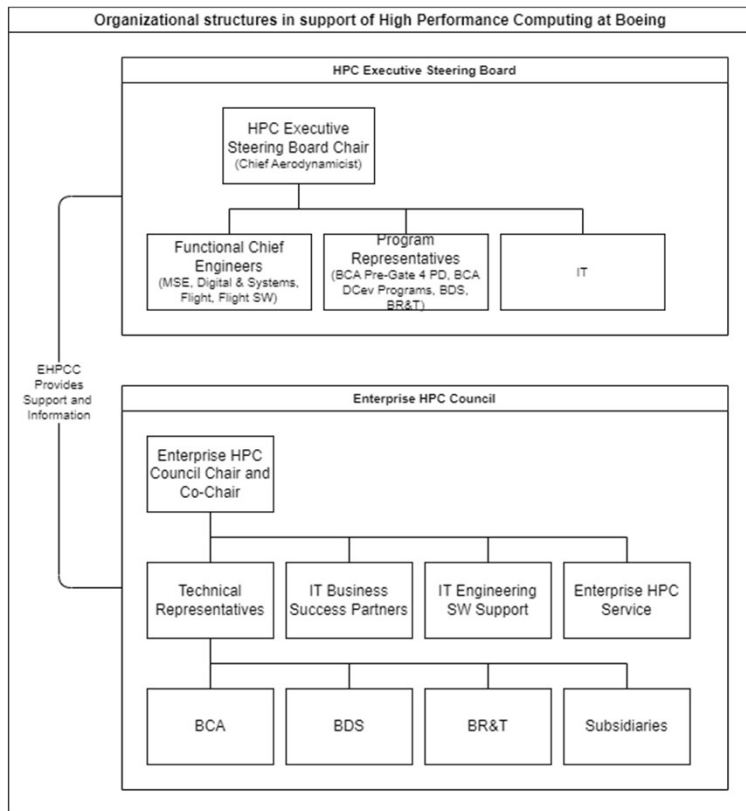 Organizational structures in support of High Performance Computing at Boeing
HPC Executive Steering Board
HPC Executive
Steering Board Chair
(Chief Aerodynamicist)
Functional Chief
Engineers
(MSE, Digital & Systems,
Flight, Flight SW)
Program
Representatives
(BCA Pre-Gate 4 PD, BCA
DCev Programs, BDS,
BR&T)
IT
EHPCC
Provides
Support and
Information
Enterprise HPC Council
Enterprise HPC
Council Chair and
Co-Chair
Technical
Representatives
IT Business
Success Partners
IT Engineering
SW Support
Enterprise HPC
Service
BCA
BDS
BR&T
Subsidiaries